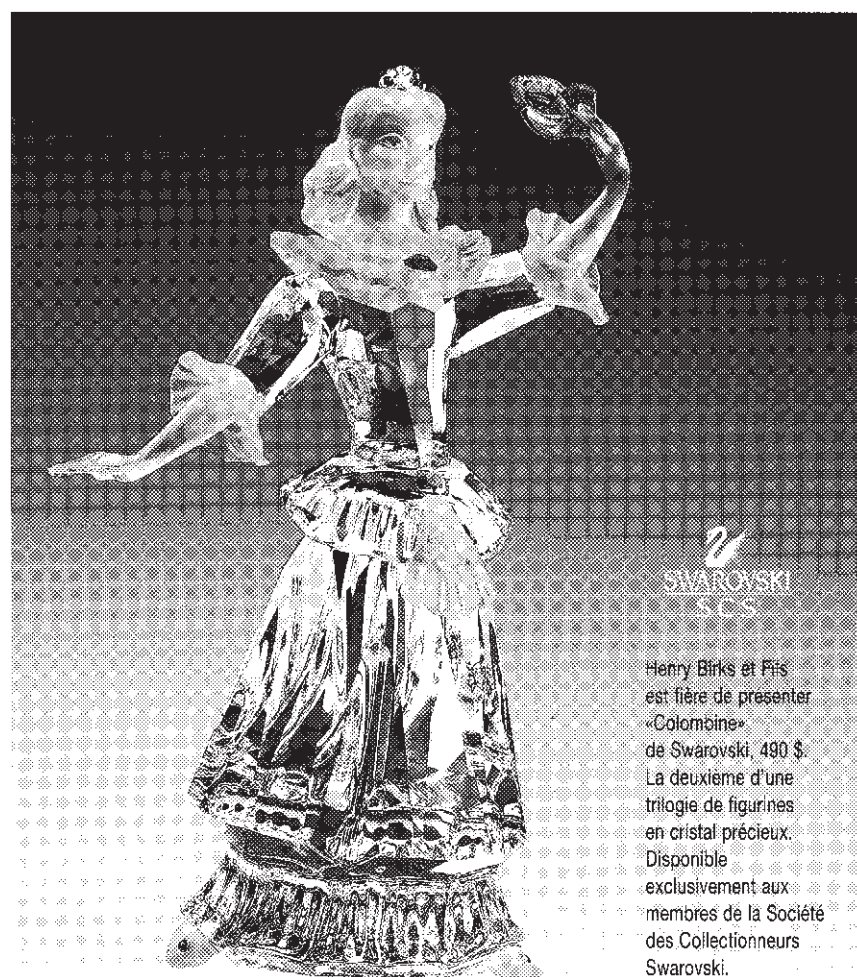 SWAROVSKI
S.C.S.
Henry Birks et Fils
est fière de presenter
«Colombine»
de Swarovski, 490 $.
La deuxième d'une
trilogie de figurines
en cristal précieux.
Disponible
exclusivement aux
membres de la Société
des Collectionneurs
Swarovski.